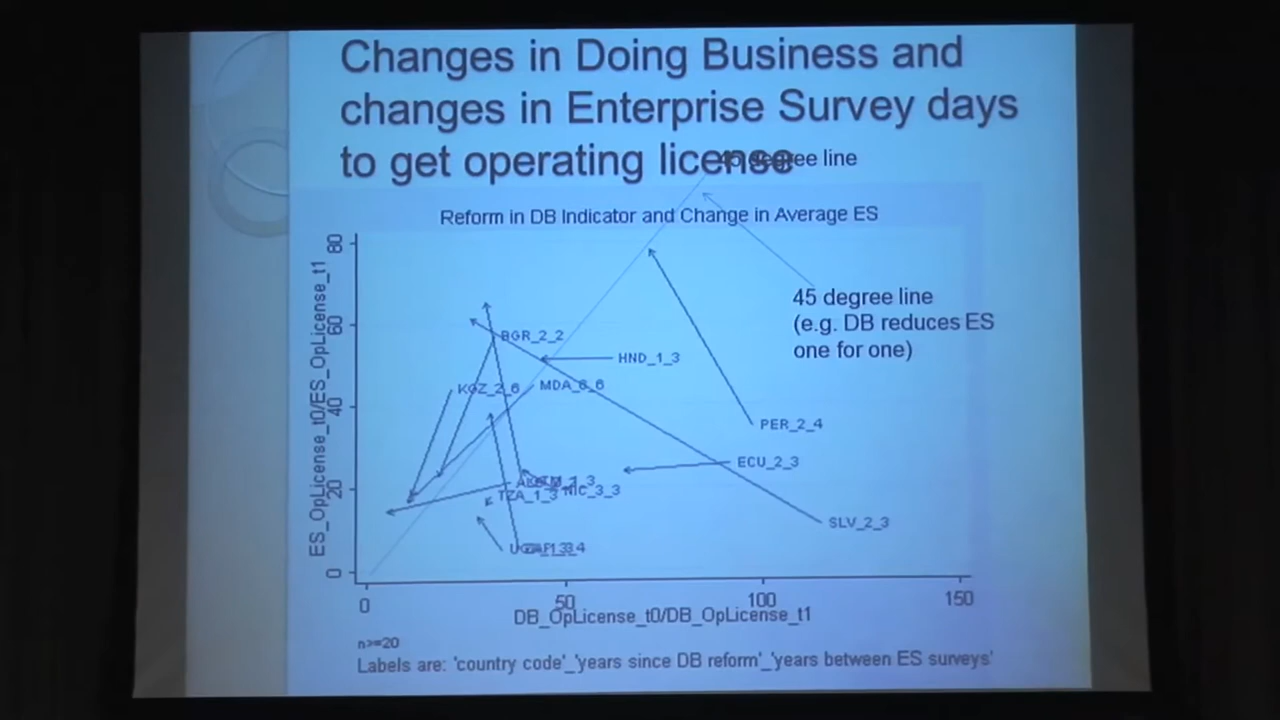 Changes in Doing Business and
changes in Enterprise Survey days
to get operating license
45 degree line
Reform in DB Indicator and Change in Average ES
ES_OpLicense_t0/ES_OpLicense_t1
80
60
40
20
0
45 degree line
(e.g. DB reduces ES
one for one)
BGR_2_2
HND_1_3
KGZ_2_6
MDA_6_6
PER_2_4
ECU_2_3
TZA_1_3
NIC_3_3
SLV_2_3
0
50
100
150
DB_OpLicense_t0/DB_OpLicense_t1
n>=20
Labels are: 'country code'_'years since DB reform'_'years between ES surveys'